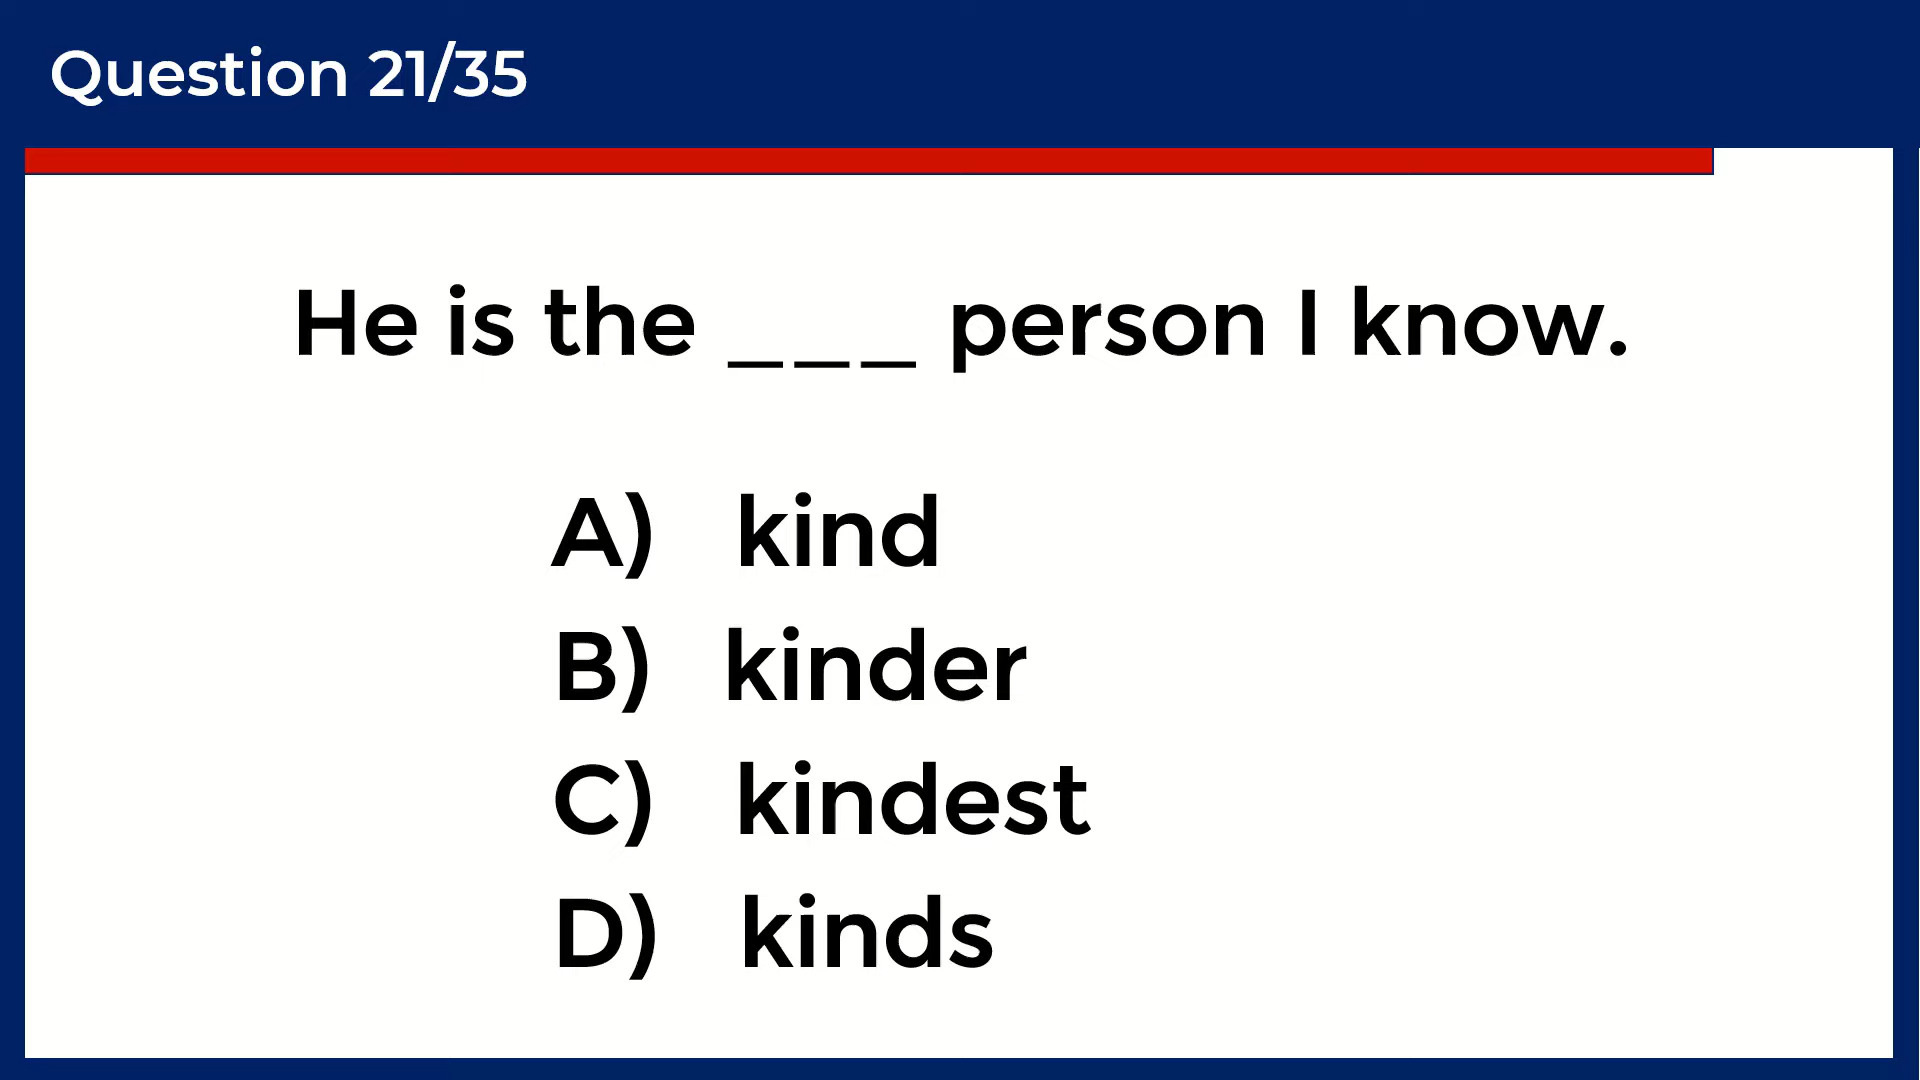 Question 21/35
He is the ___ person I know.
A) kind
B) kinder
C) kindest
D) kinds